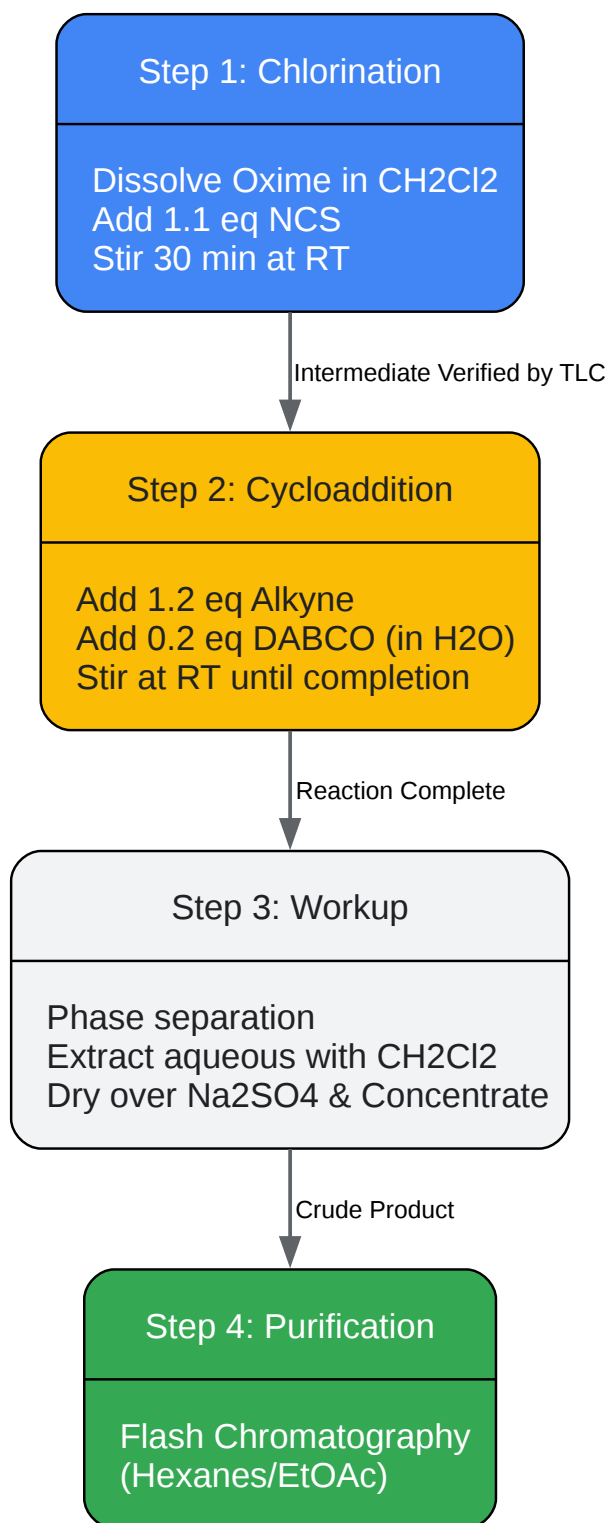 Step 1: Chlorination
Dissolve Oxime in CH2Cl2
Add 1.1 eq NCS
Stir 30 min at RT
Intermediate Verified by TLC
Step 2: Cycloaddition
Add 1.2 eq Alkyne
Add 0.2 eq DABCO (in H2O)
Stir at RT until completion
Reaction Complete
Step 3: Workup
Phase separation
Extract aqueous with CH2Cl2
Dry over Na2SO4 & Concentrate
Crude Product
Step 4: Purification
Flash Chromatography
(Hexanes/EtOAc)